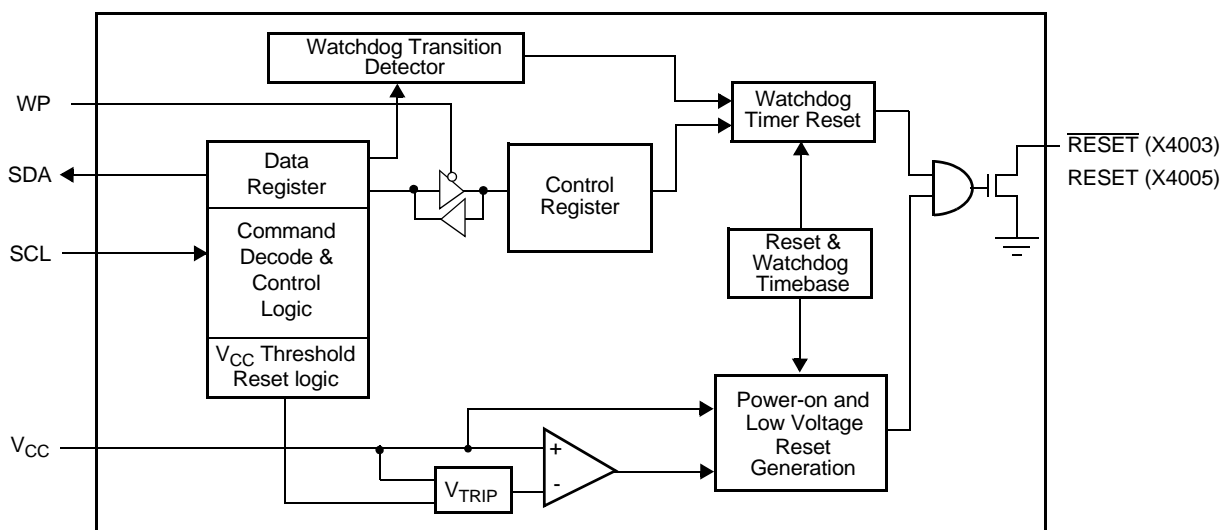 Watchdog Transition
Detector
WP
Watchdog
Timer Reset
RESET (X4003)
RESET (X4005)
SDA
Data
Register
Control
Register
SCL
Command
Decode &
Control
Logic
Reset &
Watchdog
Timebase
VCC Threshold
Reset logic
Power-on and
Low Voltage
Reset
Generation
VCC
+
-
VTRIP